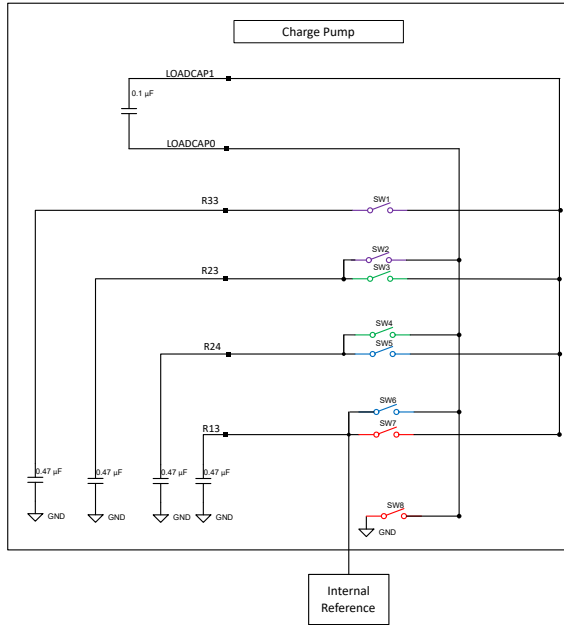 Charge Pump
LOADCAP1
0.1 µF
LOADCAP0
R33
SW1
SW2
R23
SW3
SW4
R24
SW5
SW6
R13
SW7
0.47 µF
0.47 µF
0.47 µF
0.47 µF
SW8
GND
GND
GND
GND
GND
Internal
Reference